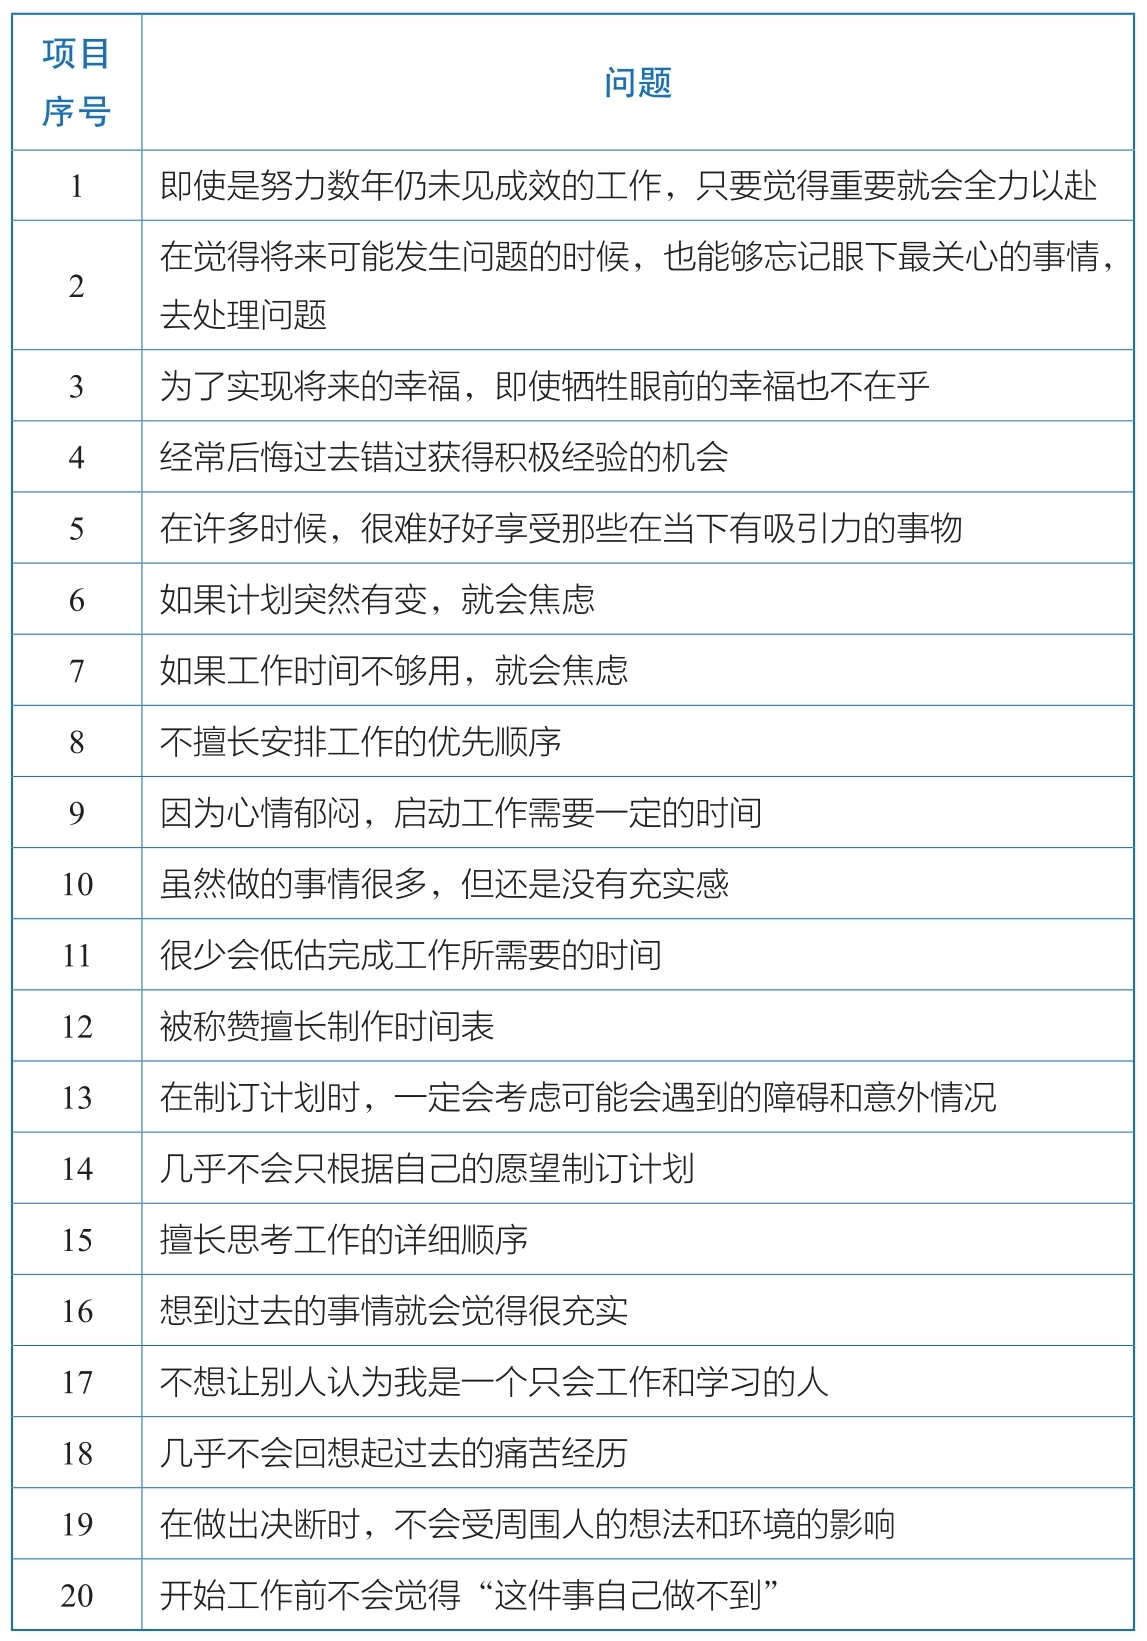 项目
序号
问题
1 即使是努力数年仍未见成效的工作，只要觉得重要就会全力以赴
2 在觉得将来可能发生问题的时候，也能够忘记眼下最关心的事情，
去处理问题
3 为了实现将来的幸福，即使牺牲眼前的幸福也不在乎
4 经常后悔过去错过获得积极经验的机会
5 在许多时候，很难好好享受那些在当下有吸引力的事物
6 如果计划突然有变，就会焦虑
7 如果工作时间不够用，就会焦虑
8 不擅长安排工作的优先顺序
9 因为心情郁闷，启动工作需要一定的时间
10 虽然做的事情很多，但还是没有充实感
11 很少会低估完成工作所需要的时间
12 被称赞擅长制作时间表
13 在制订计划时，一定会考虑可能会遇到的障碍和意外情况
14 几乎不会只根据自己的愿望制订计划
15 擅长思考工作的详细顺序
16 想到过去的事情就会觉得很充实
17 不想让别人认为我是一个只会工作和学习的人
18 几乎不会回想起过去的痛苦经历
19 在做出决断时，不会受周围人的想法和环境的影响
20 开始工作前不会觉得“这件事自己做不到”